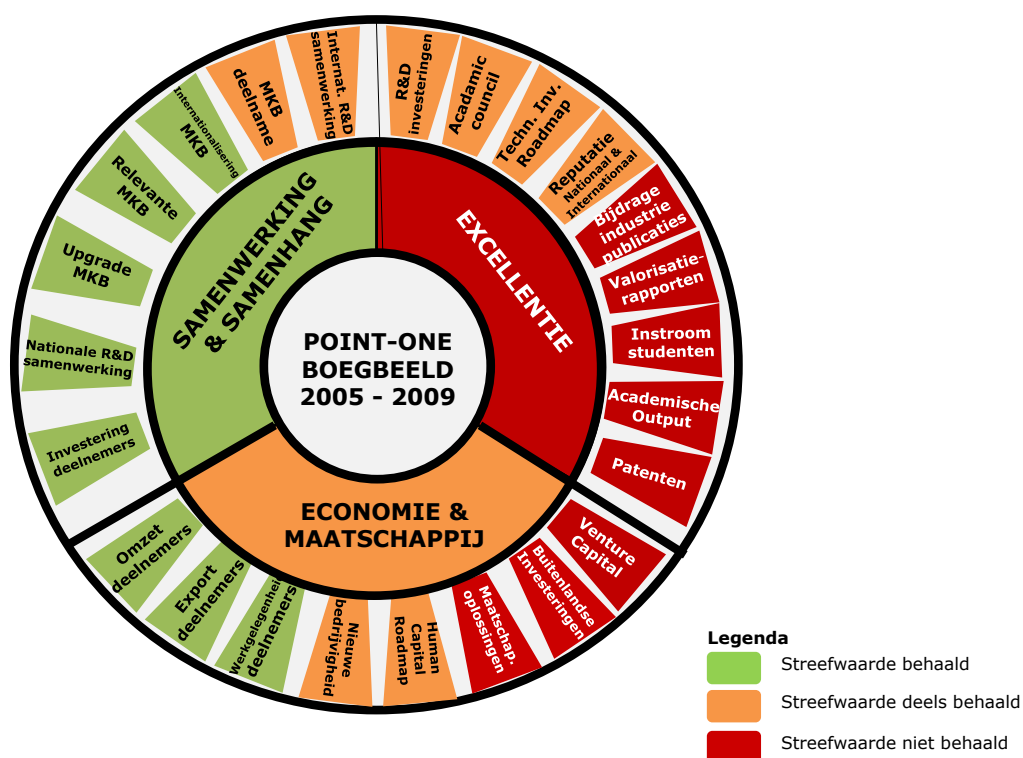 POINT-ONE
BOEGBEELD
2005 - 2009
SAMENWERKING
& SAMENHANG
EXCELLENTIE
ECONOMIE &
MAATSCHAPPIJ
R&D
investeringen
Acadamic
council
Techn. Inv.
Roadmap
Reputatie
Nationaal &
Internationaal
Bijdrage
industrie
publicaties
Valorisatie-
rapporten
Instroom
studenten
Academische
Output
Patenten
Venture
Capital
Buitenlandse
Investeringen
Maatschap.
oplossingen
Human
Capital
Roadmap
Nieuwe
bedrijvigheid
Werkgelegenheid
deelnemers
Export
deelnemers
Omzet
deelnemers
Investering
deelnemers
Nationale R&D
samenwerking
Upgrade
MKB
Relevante
MKB
Internationalisering
MKB
MKB
deelname
Internat. R&D
samenwerking
Legenda
Streefwaarde behaald
Streefwaarde deels behaald
Streefwaarde niet behaald